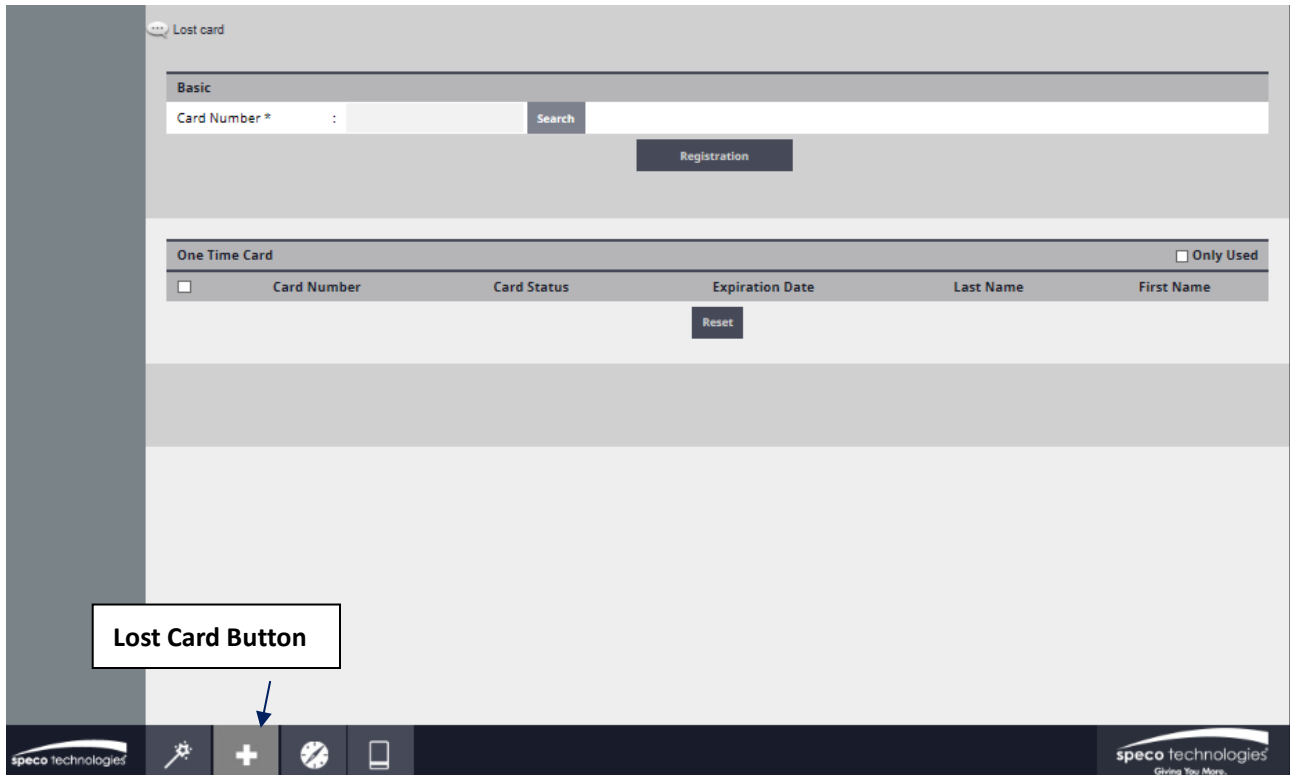 Lost card
Basic
Card Number * : Search
Registration
One Time Card Only Used
Card Number Card Status Expiration Date Last Name First Name
Reset
Lost Card Button
speco technologies speco technologies
Giving You More.